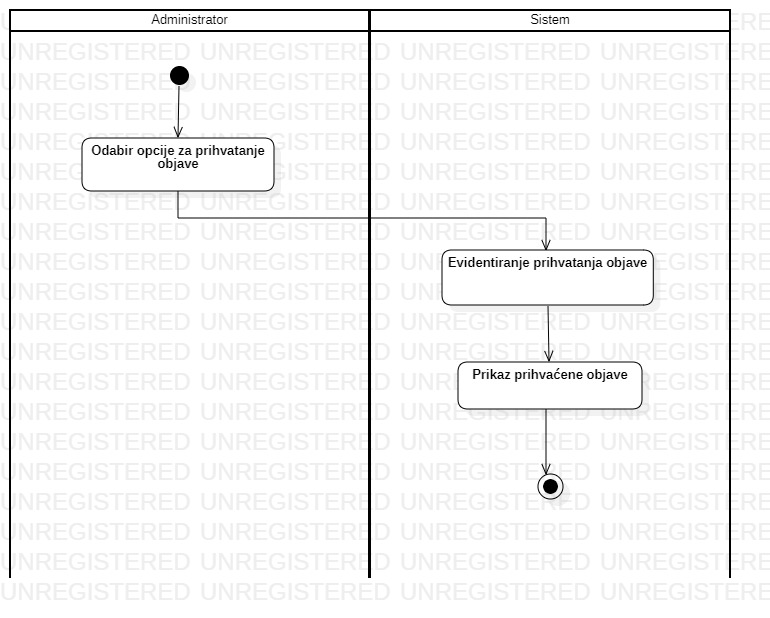 Administrator
Sistem
Odabir opcije za prihvatanje
objave
Evidentiranje prihvatanja objave
Prikaz prihvaćene objave
UNREGISTERED UNREGISTERED UNREGISTERED UNREGISTERED